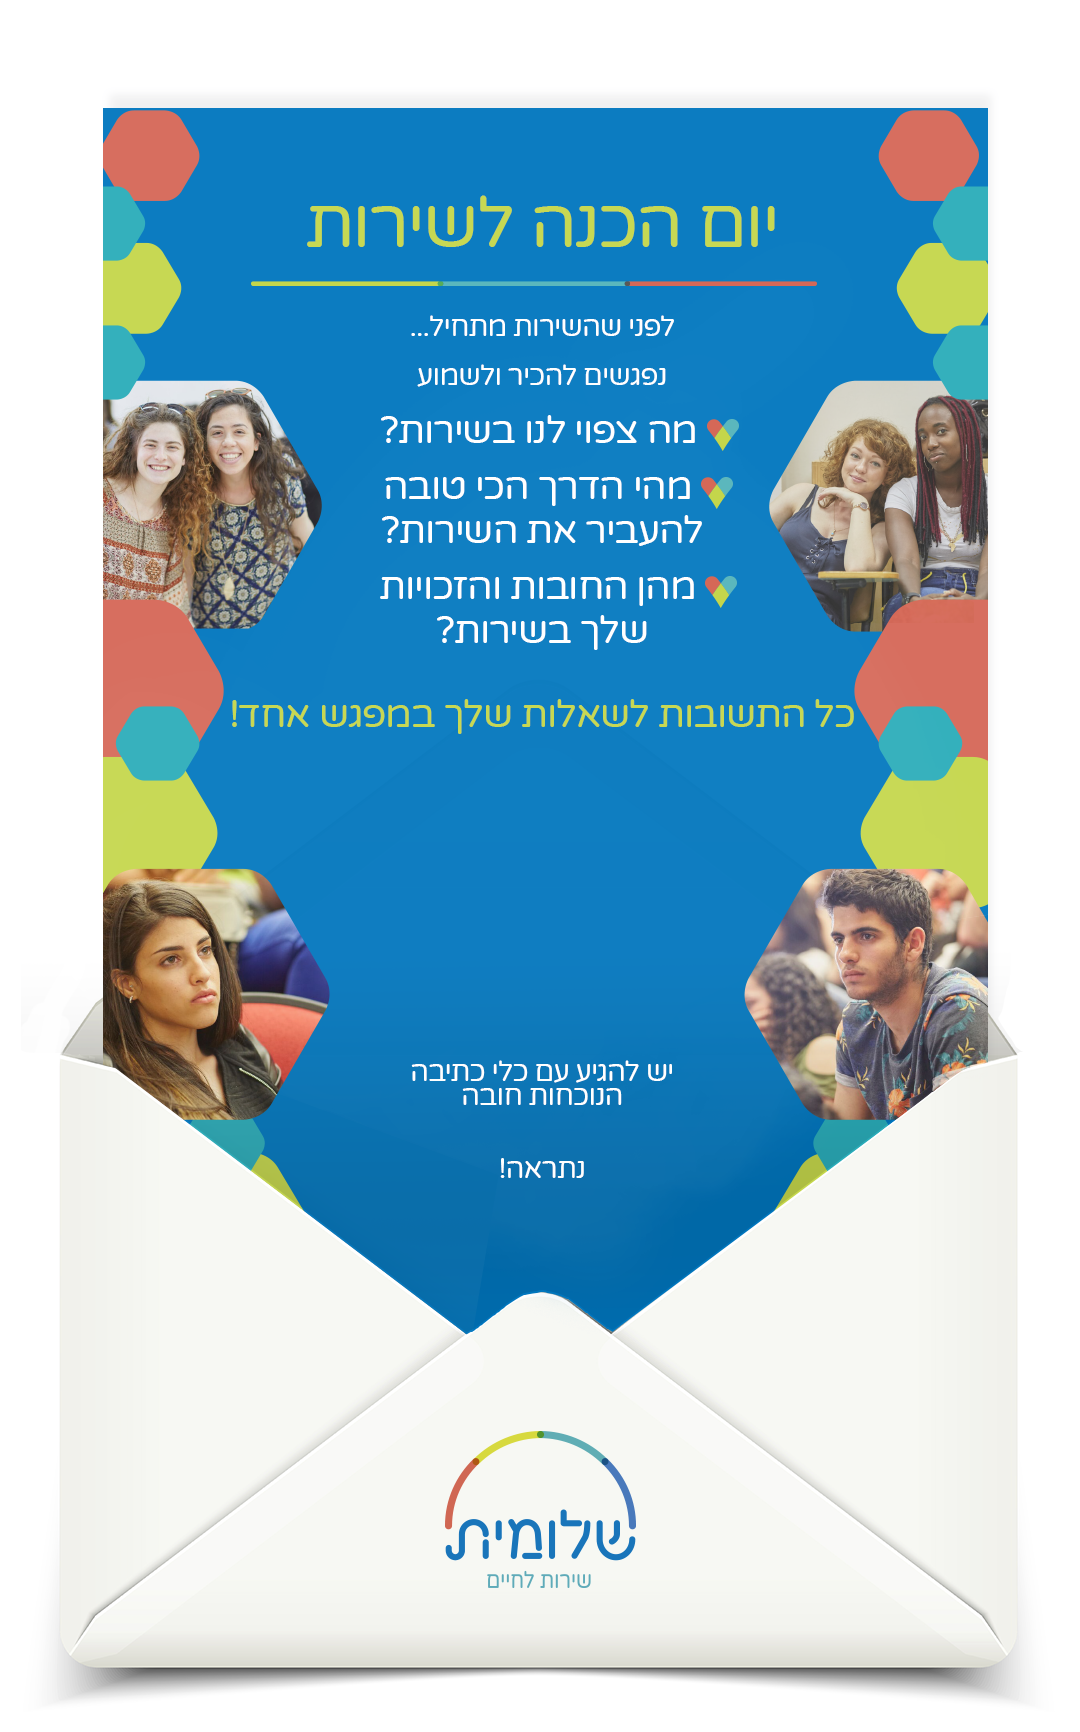 יום הכנה לשירות
לפני שהשירות מתחיל...
נפגשים להכיר ולשמוע
מה צפוי לנו בשירות?
מהי הדרך הכי טובה
להעביר את השירות?
מהן החובות והזכויות
שלך בשירות?
כל התשובות לשאלות שלך במפגש אחד!
יש להגיע עם כלי כתיבה
הנוכחות חובה
נתראה!
שלומית
שירות לחיים